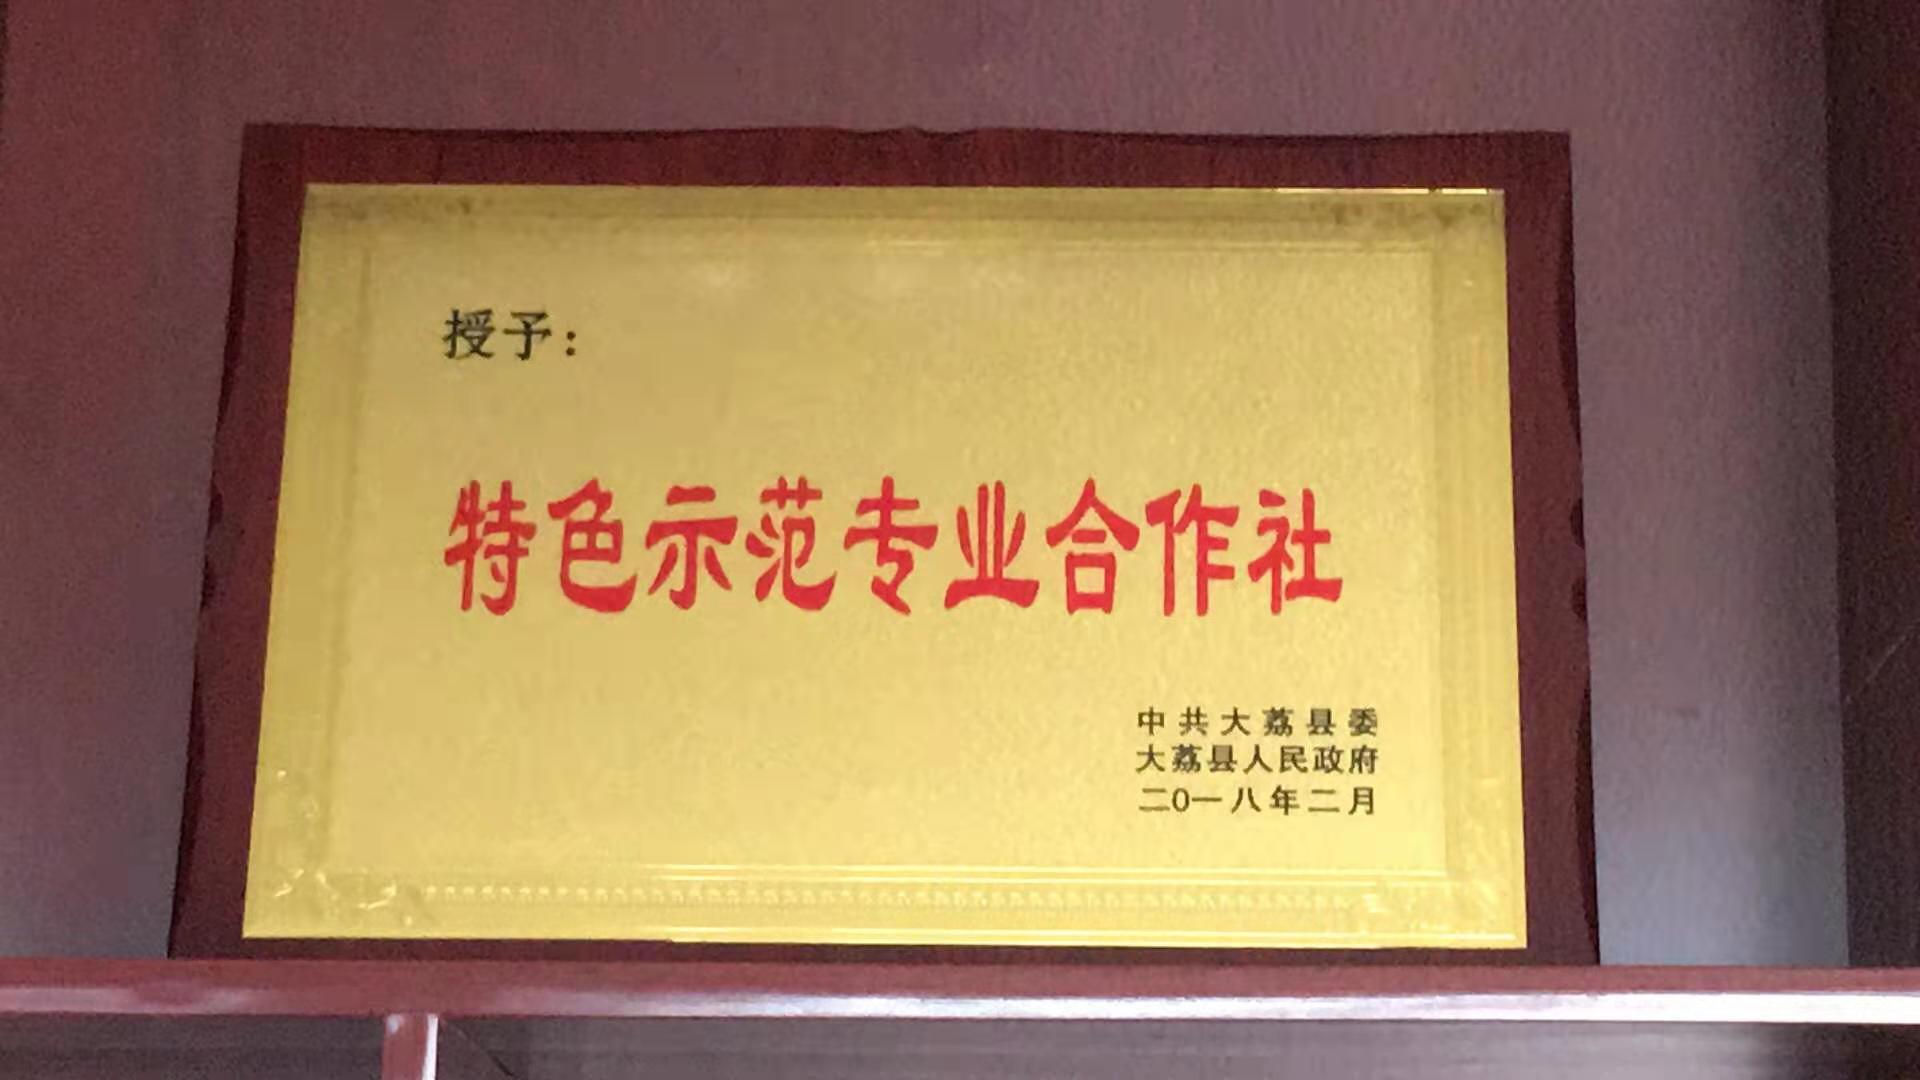 授予：
特色示范专业合作社
中共大荔县委
大荔县人民政府
二〇一八年二月